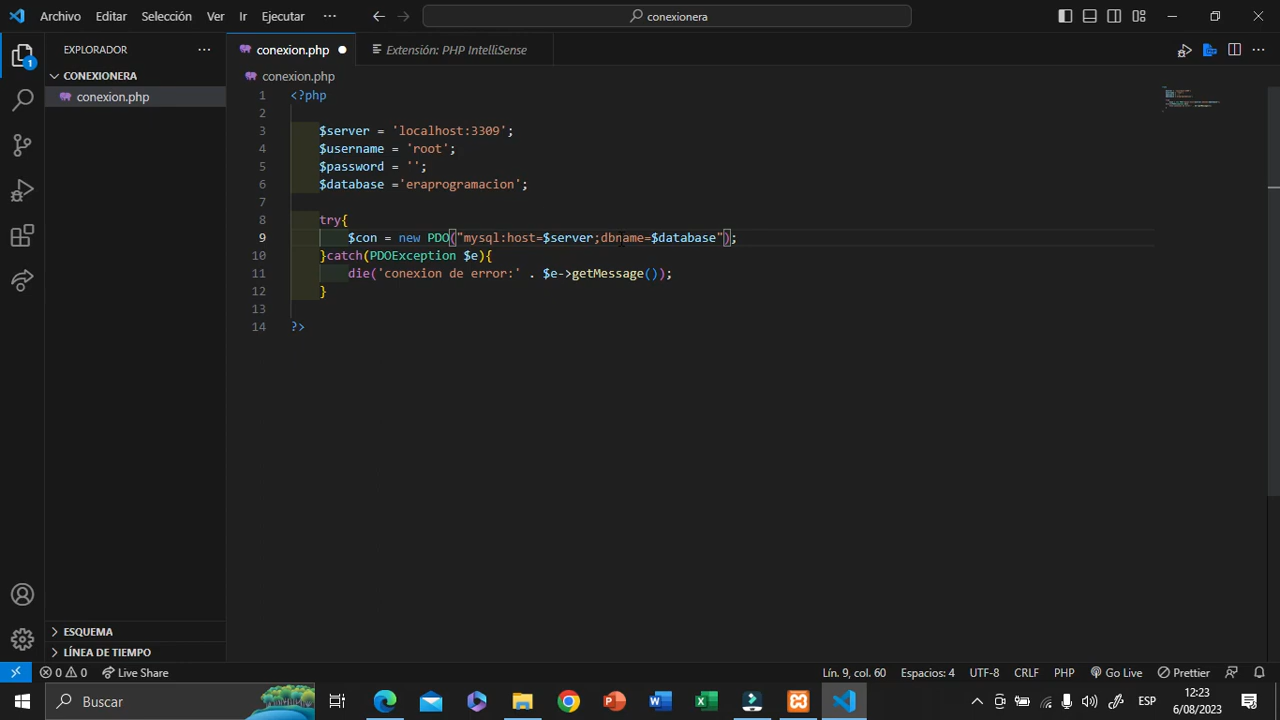 Archivo Editar Selección Ver Ir Ejecutar ··· conexionera
EXPLORADOR ···
CONEXIONERA
conexion.php
1
conexion.php Extensión: PHP IntelliSense
conexion.php
1 <?php
2
3 $server = 'localhost:3309';
4 $username = 'root';
5 $password = '';
6 $database ='eraprogramacion';
7
8 try{
9 $con = new PDO("mysql:host=$server;dbname=$database");
10 }catch(PDOException $e){
11 die('conexion de error:' . $e->getMessage());
12 }
13
14 ?>
ESQUEMA
LÍNEA DE TIEMPO
0 0 Live Share Lín. 9, col. 60 Espacios: 4 UTF-8 CRLF PHP Go Live Prettier
Buscar ESP 12:23
6/08/2023 2